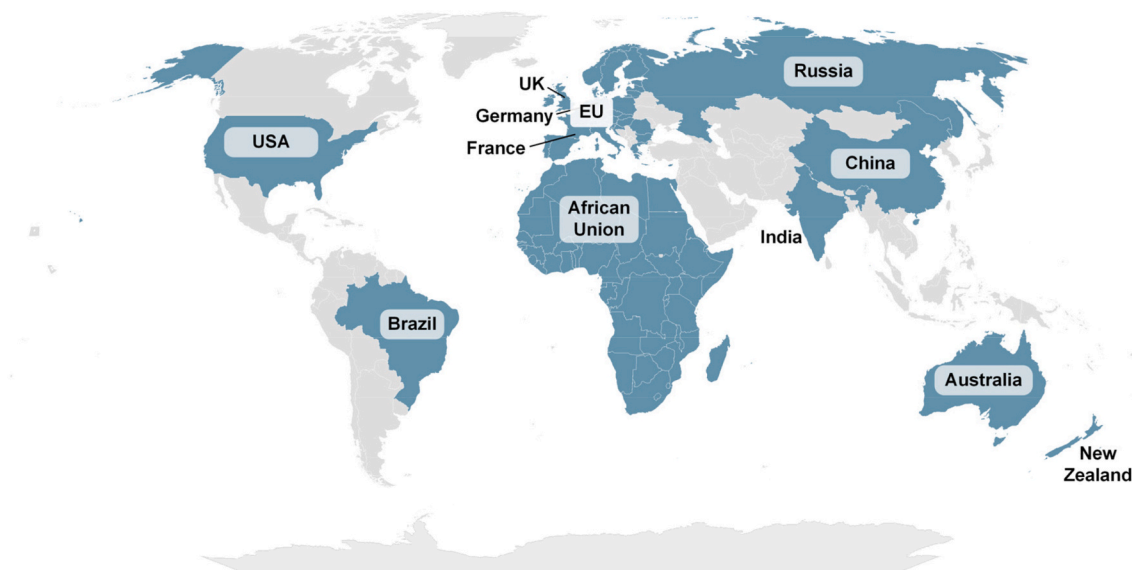 Russia
UK
EU
Germany
USA
France
China
African
Union
India
Brazil
Australia
New
Zealand